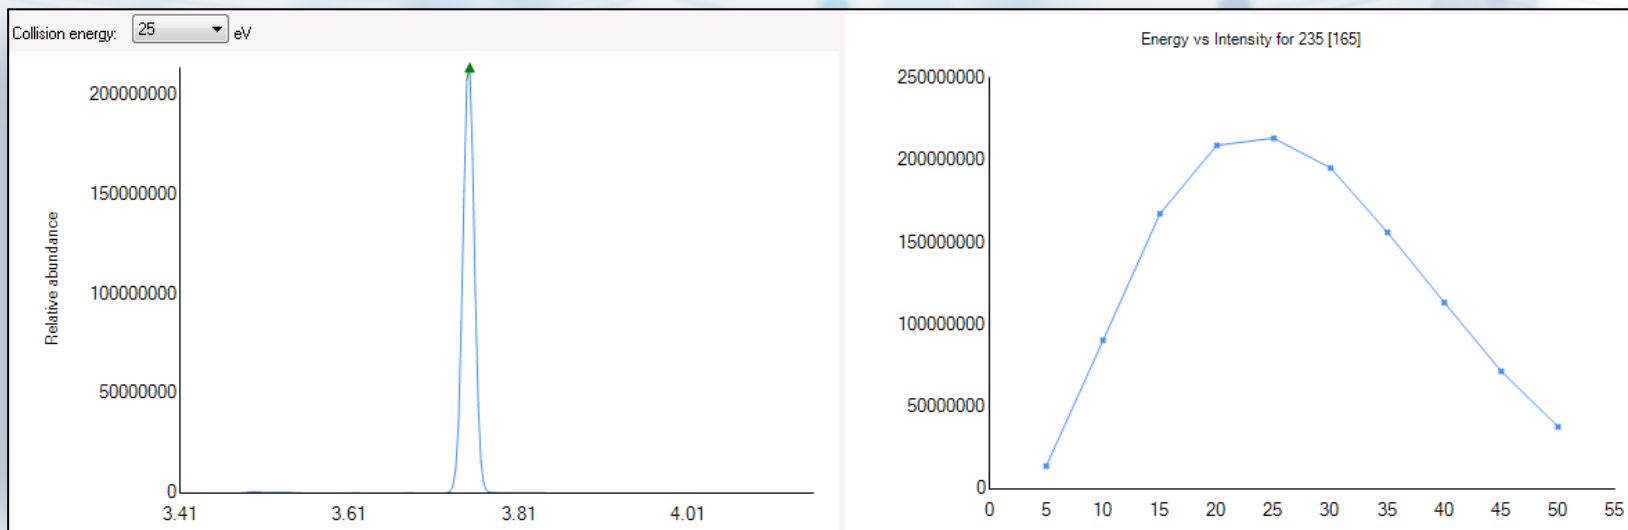 Collision energy: 25 eV
Relative abundance
200000000
150000000
100000000
50000000
0
3.41 3.61 3.81 4.01
Energy vs Intensity for 235 [165]
250000000
200000000
150000000
100000000
50000000
0
0 5 10 15 20 25 30 35 40 45 50 55